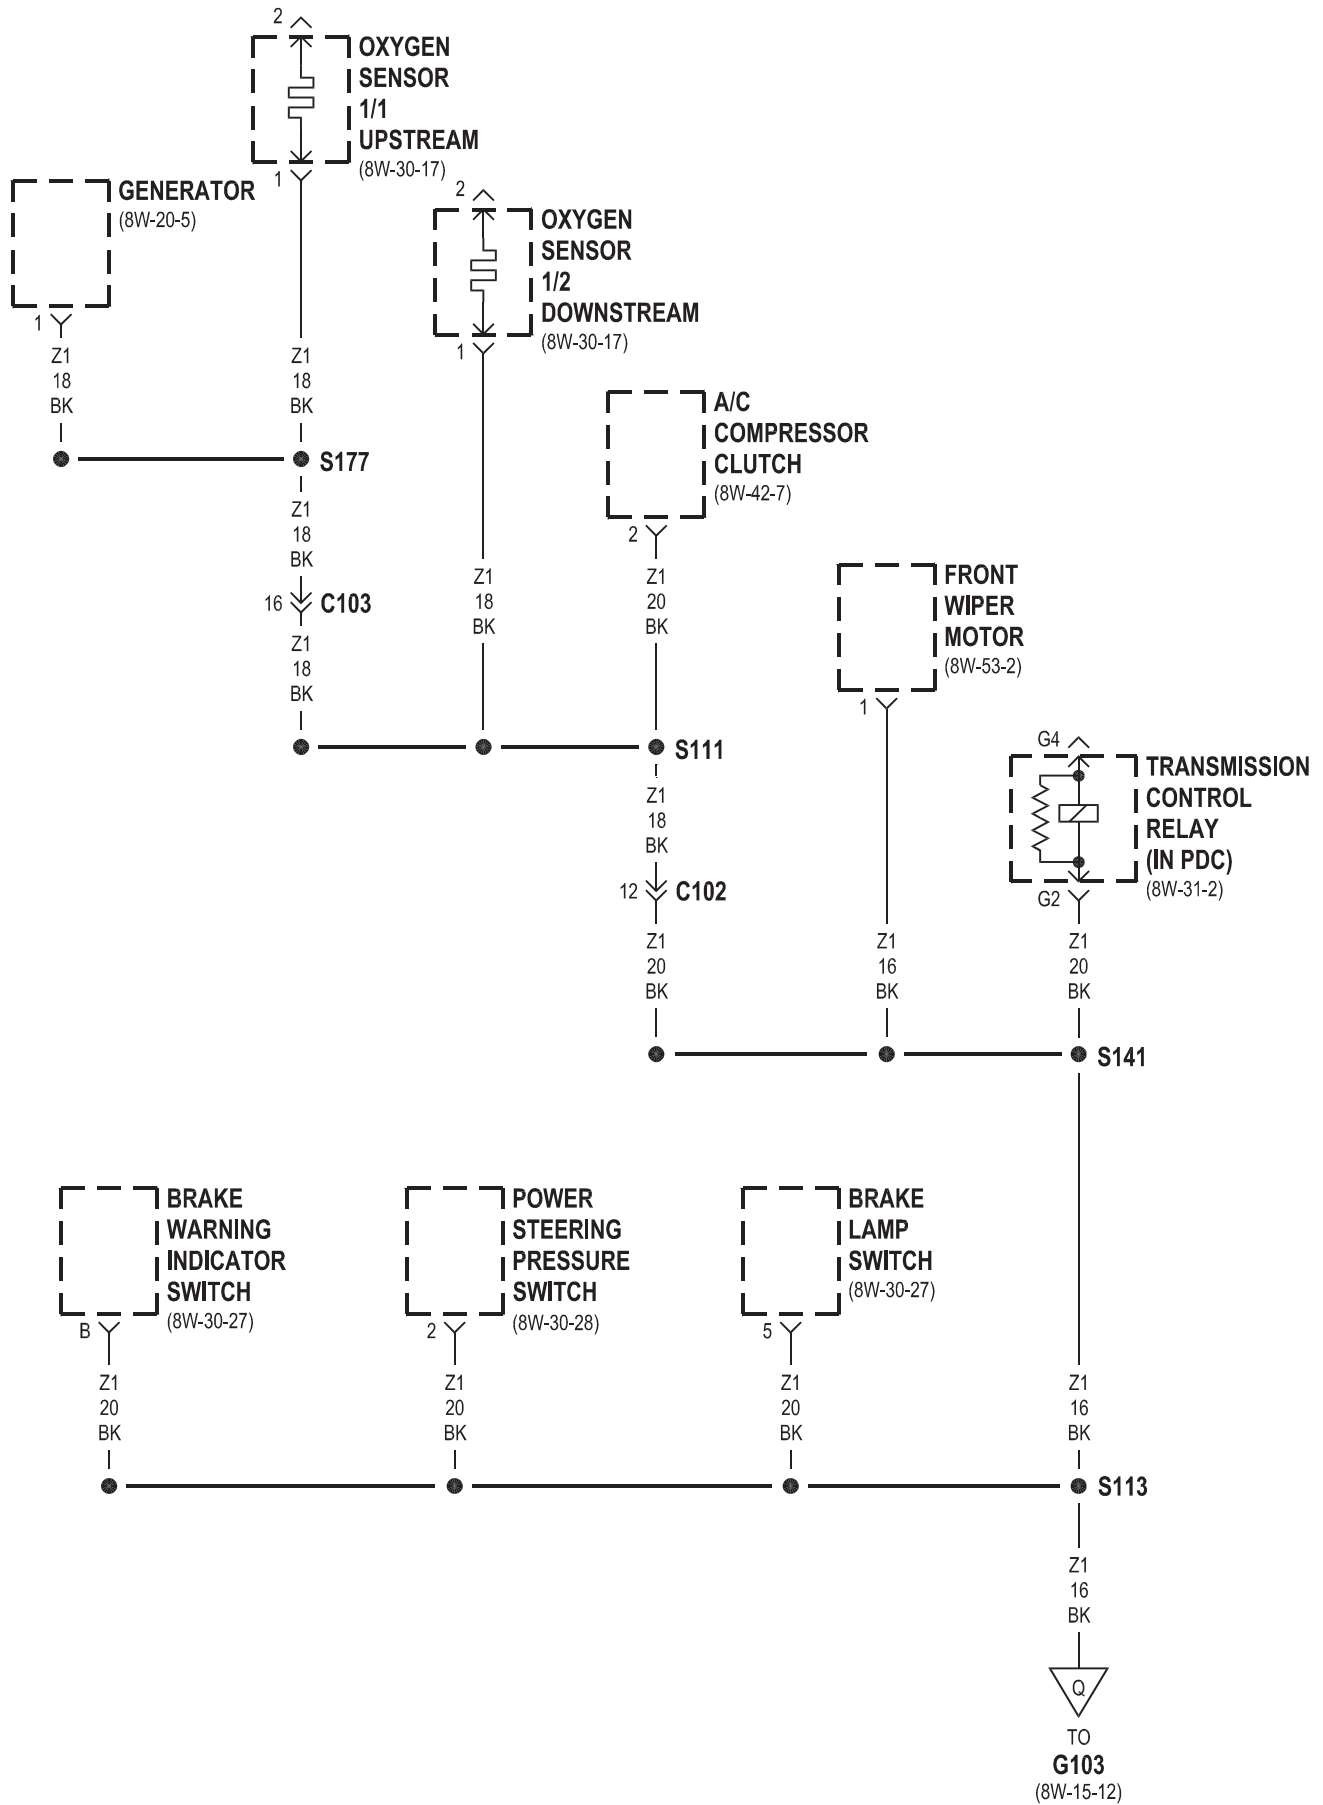 2
OXYGEN
SENSOR
1/1
UPSTREAM
(8W-30-17)
1
GENERATOR
(8W-20-5)
1
2
OXYGEN
SENSOR
1/2
DOWNSTREAM
(8W-30-17)
1
Z1
18
BK
Z1
18
BK
S177
A/C
COMPRESSOR
CLUTCH
(8W-42-7)
2
Z1
18
BK
16
C103
Z1
18
BK
Z1
18
BK
Z1
20
BK
S111
FRONT
WIPER
MOTOR
(8W-53-2)
1
G4
TRANSMISSION
CONTROL
RELAY
(IN PDC)
(8W-31-2)
G2
Z1
18
BK
12
C102
Z1
20
BK
Z1
16
BK
Z1
20
BK
S141
BRAKE
WARNING
INDICATOR
SWITCH
(8W-30-27)
B
POWER
STEERING
PRESSURE
SWITCH
(8W-30-28)
2
BRAKE
LAMP
SWITCH
(8W-30-27)
5
Z1
20
BK
Z1
20
BK
Z1
20
BK
Z1
16
BK
S113
Z1
16
BK
Q
TO
G103
(8W-15-12)